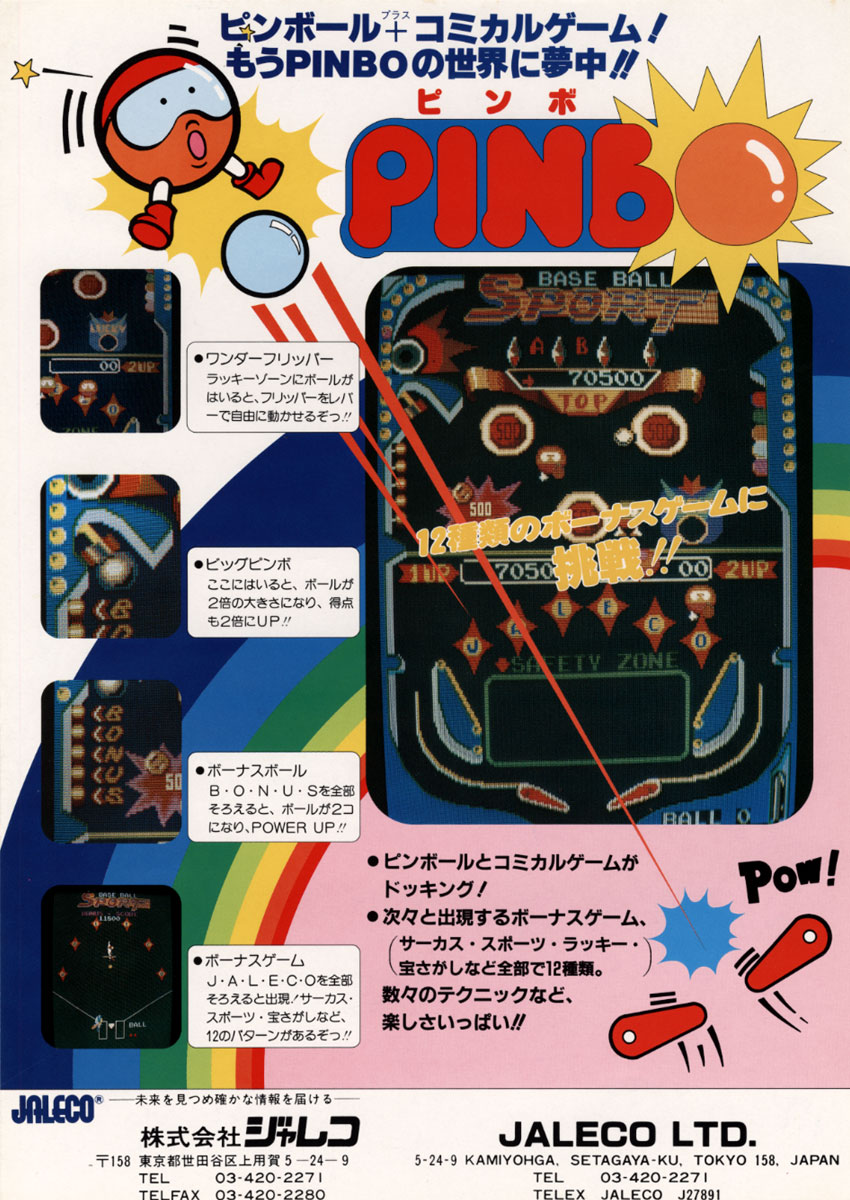 ピンボール+コミカルゲーム!
プラス
もうPINBOの世界に夢中!!
ピンボ
PINBO
BASE BALL
SPORT
A B
70500
TOP
500 500
500
12種類のボーナスゲームに
挑戦!!
1UP 7050 00 2UP
J A L E C O
SAFETY ZONE
BALL 0
LUCKY
00 2UP
O
ZONE
●ワンダーフリッパー
ラッキーゾーンにボールが
はいると、フリッパーをレバ
ーで自由に動かせるぞっ!!
B
O
●ビッグピンボ
ここにはいると、ボールが
2倍の大きさになり、得点
も2倍にUP!!
B
O
N
U
S
50
●ボーナスボール
B・O・N・U・Sを全部
そろえると、ボールが2コ
になり、POWER UP!!
BASE BALL
SPORT
11500
BALL
●ボーナスゲーム
J・A・L・E・C・Oを全部
そろえると出現!サーカス・
スポーツ・宝さがしなど、
12のパターンがあるぞっ!!
●ピンボールとコミカルゲームが
ドッキング!
●次々と出現するボーナスゲーム、
(サーカス・スポーツ・ラッキー・
宝さがしなど全部で12種類。)
数々のテクニックなど、
楽しさいっぱい!!
POW!
JALECO® ──未来を見つめ確かな情報を届ける──
株式会社ジャレコ
〒158 東京都世田谷区上用賀5—24—9
TEL 03-420-2271
TELFAX 03-420-2280
JALECO LTD.
5-24-9 KAMIYOHGA, SETAGAYA-KU, TOKYO 158, JAPAN
TEL 03-420-2271
TELEX JALECO J27891